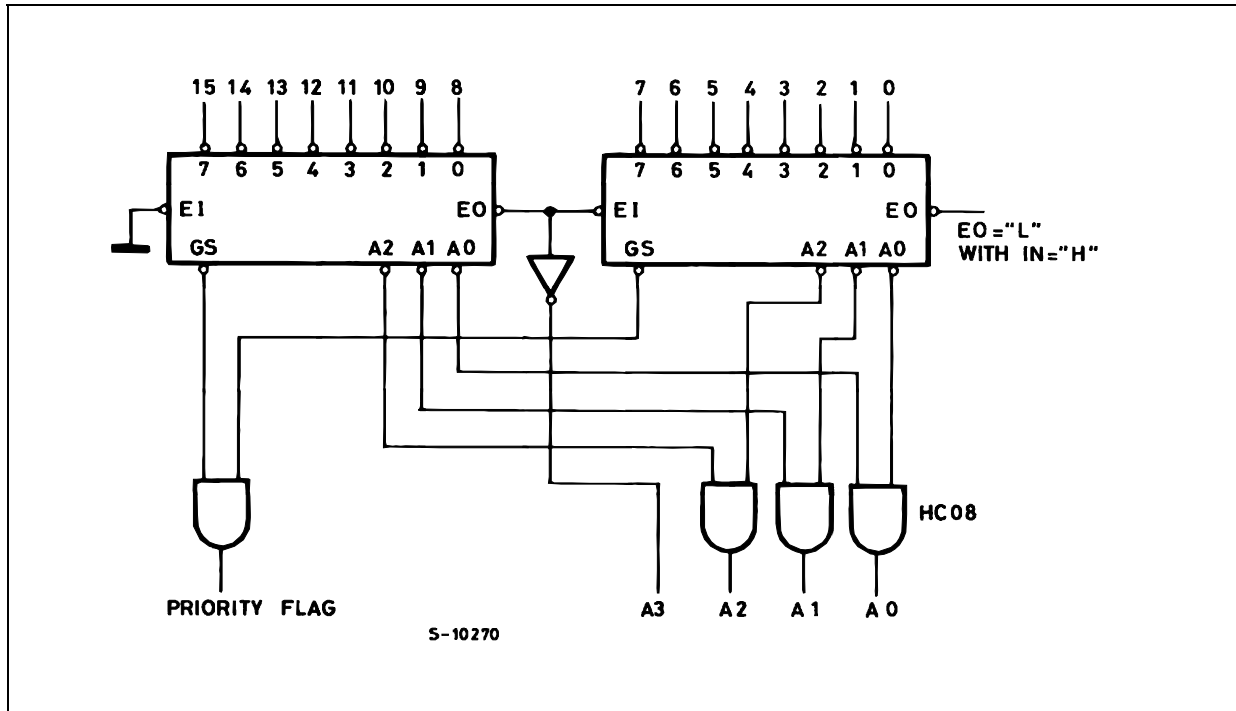 15 14 13 12 11 10 9 8 7 6 5 4 3 2 1 0
7 6 5 4 3 2 1 0 7 6 5 4 3 2 1 0
EI EO EI EO
EO="L"
WITH IN="H"
GS A2 A1 A0 GS A2 A1 A0
HC08
PRIORITY FLAG A3 A2 A1 A0
S-10270